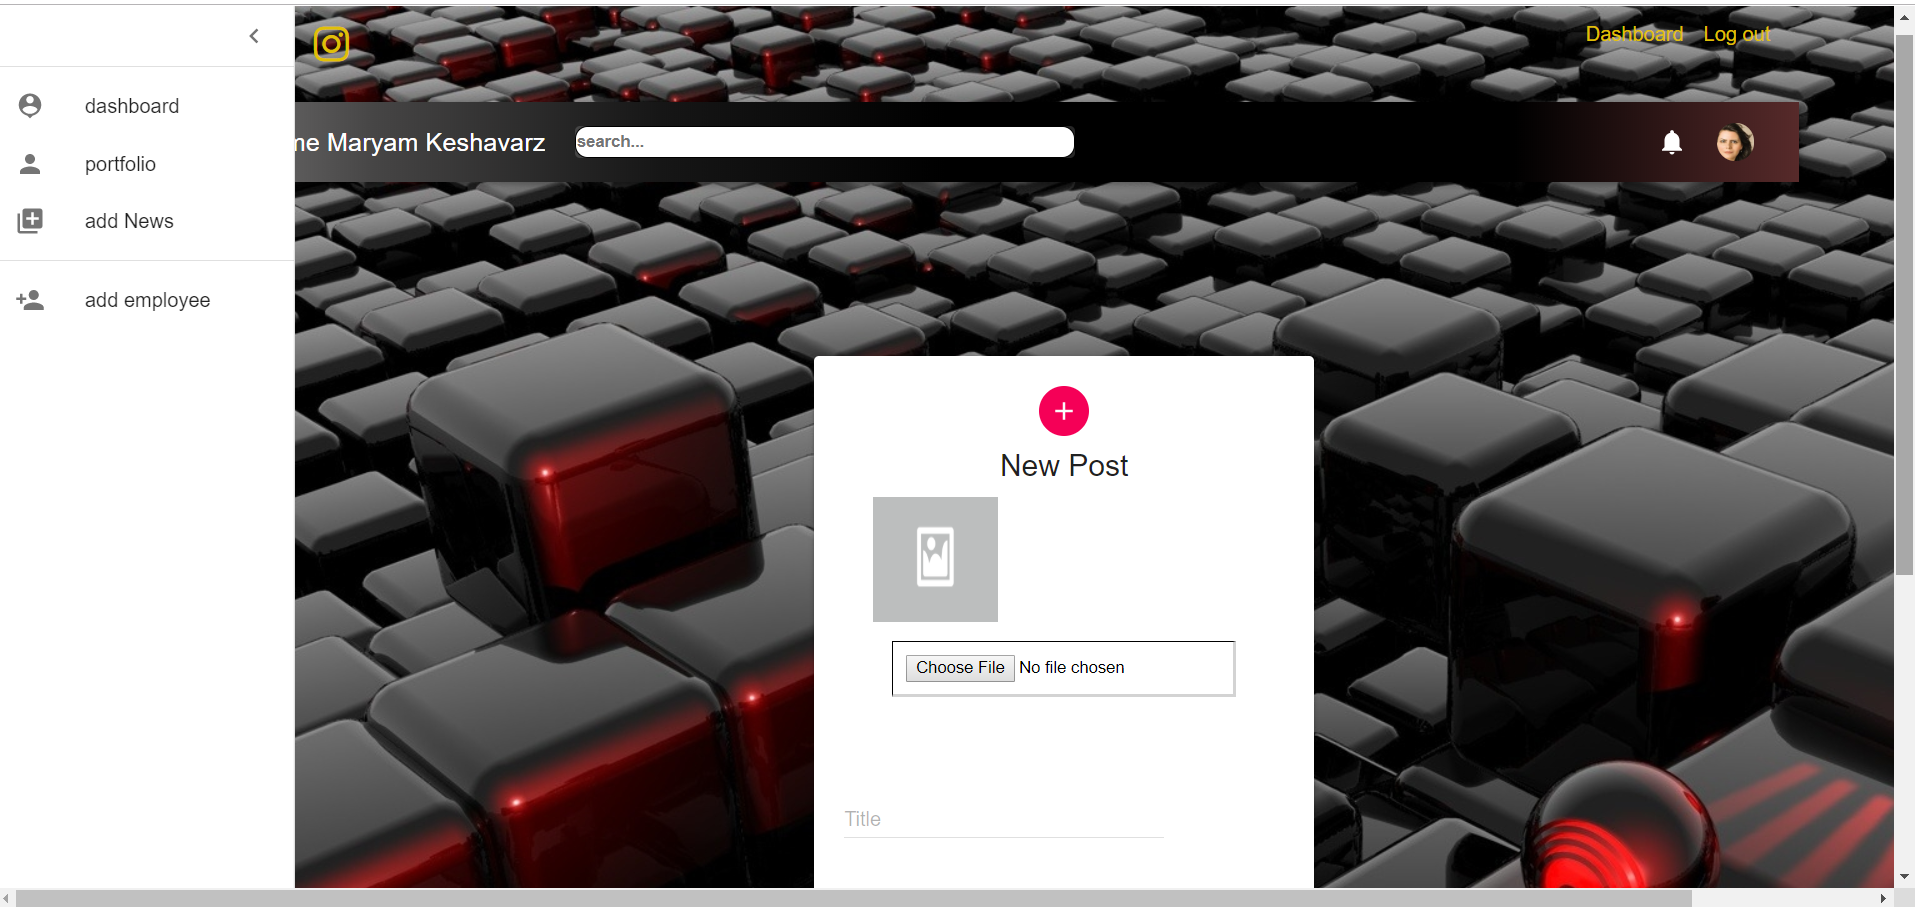 Dashboard Log out
dashboard
portfolio
add News
add employee
me Maryam Keshavarz
search...
New Post
Choose File No file chosen
Title